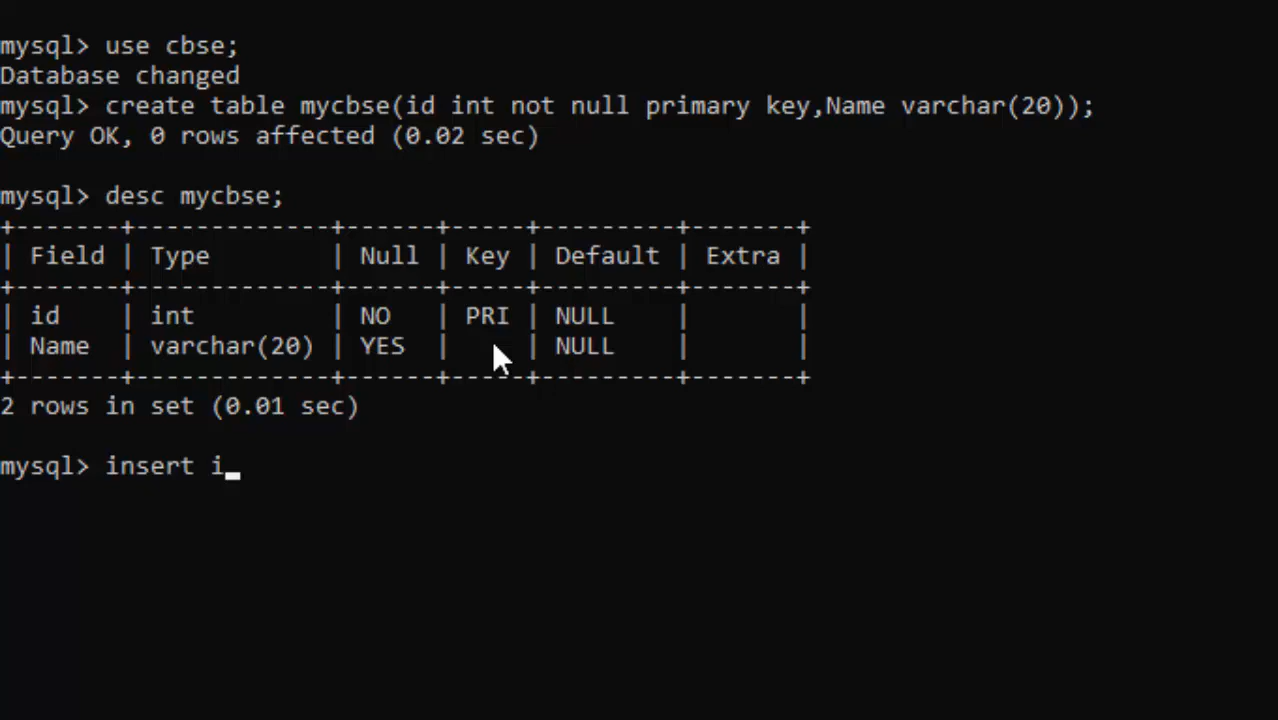 mysql> use cbse;
Database changed
mysql> create table mycbse(id int not null primary key,Name varchar(20));
Query OK, 0 rows affected (0.02 sec)
mysql> desc mycbse;
+-------+-------------+------+-----+---------+-------+
| Field | Type        | Null | Key | Default | Extra |
+-------+-------------+------+-----+---------+-------+
| id    | int         | NO   | PRI | NULL    |       |
| Name  | varchar(20) | YES  |     | NULL    |       |
+-------+-------------+------+-----+---------+-------+
2 rows in set (0.01 sec)
mysql> insert i